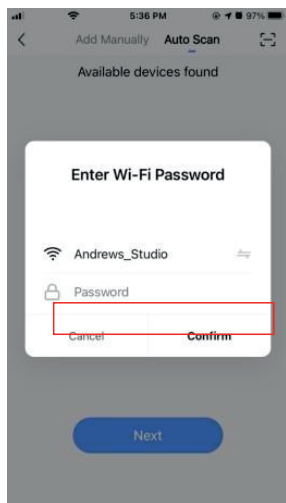 5:36 PM 97%
Add Manually Auto Scan
Available devices found
Enter Wi-Fi Password
Andrews_Studio
Password
Cancel Confirm
Next